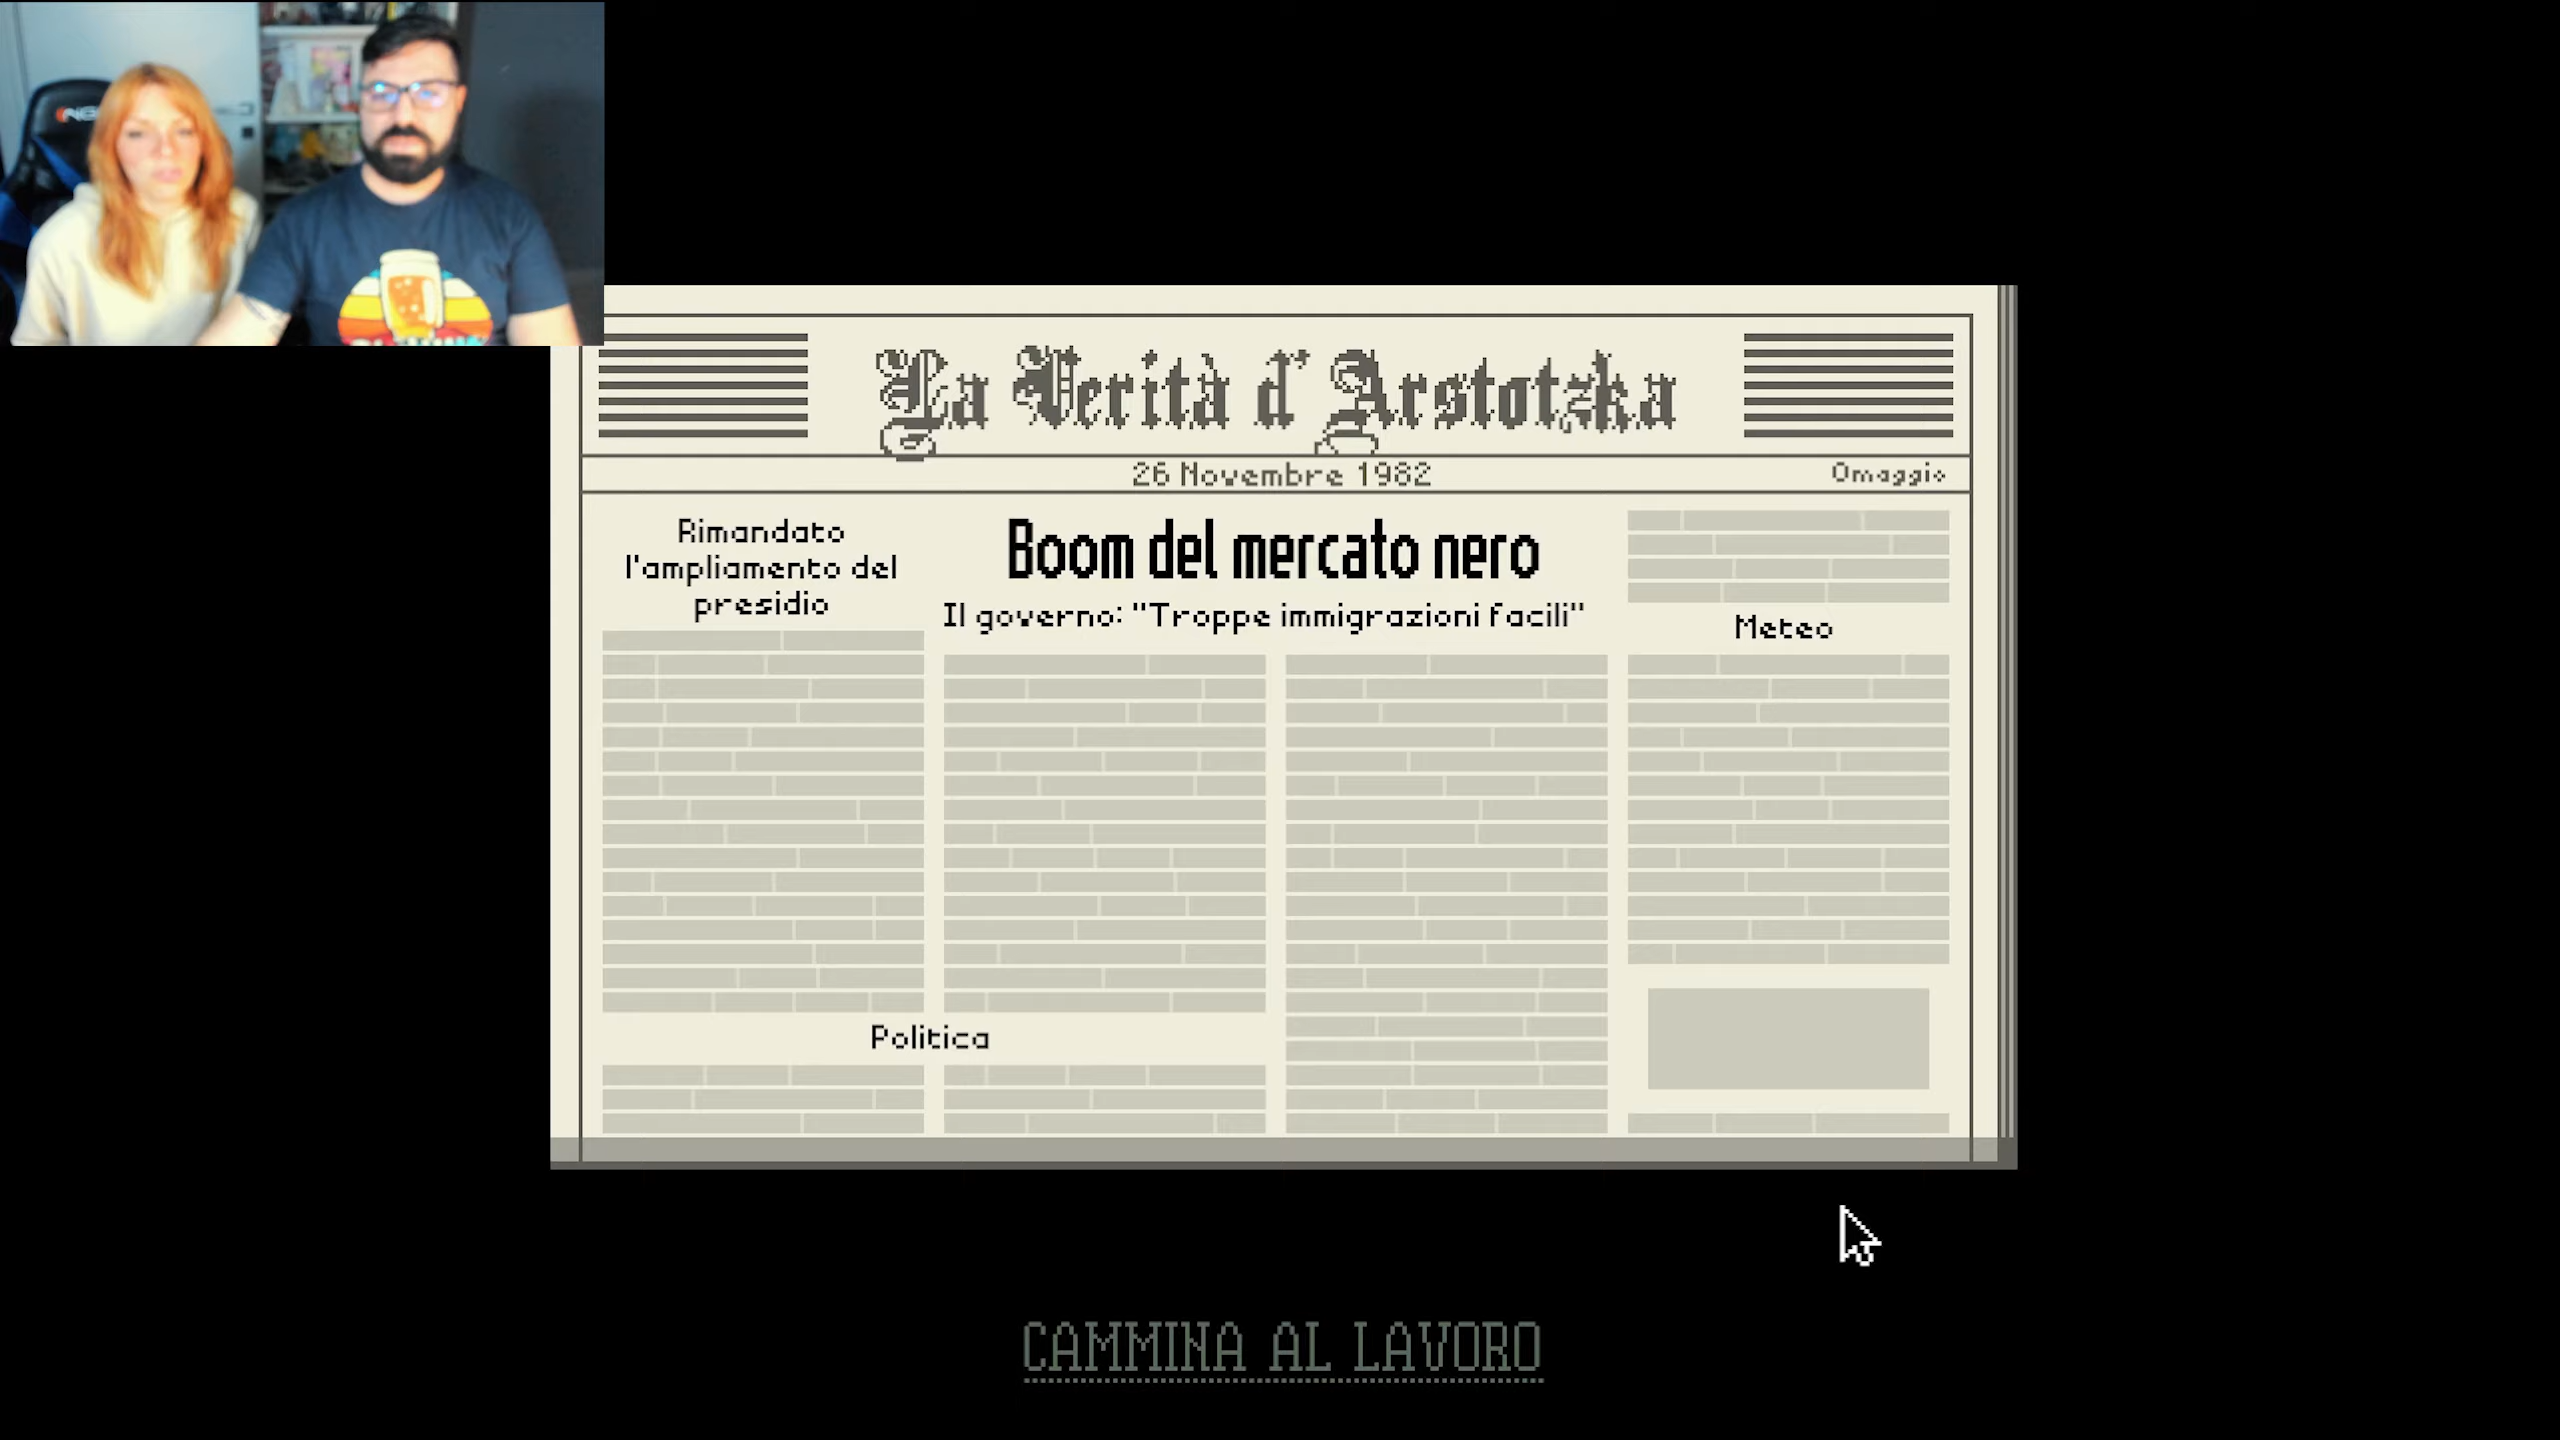 La Verità d'Arstotzka
26 Novembre 1982
Omaggio
Rimandato
l'ampliamento del
presidio
Boom del mercato nero
Il governo: "Troppe immigrazioni facili"
Meteo
Politica
CAMMINA AL LAVORO